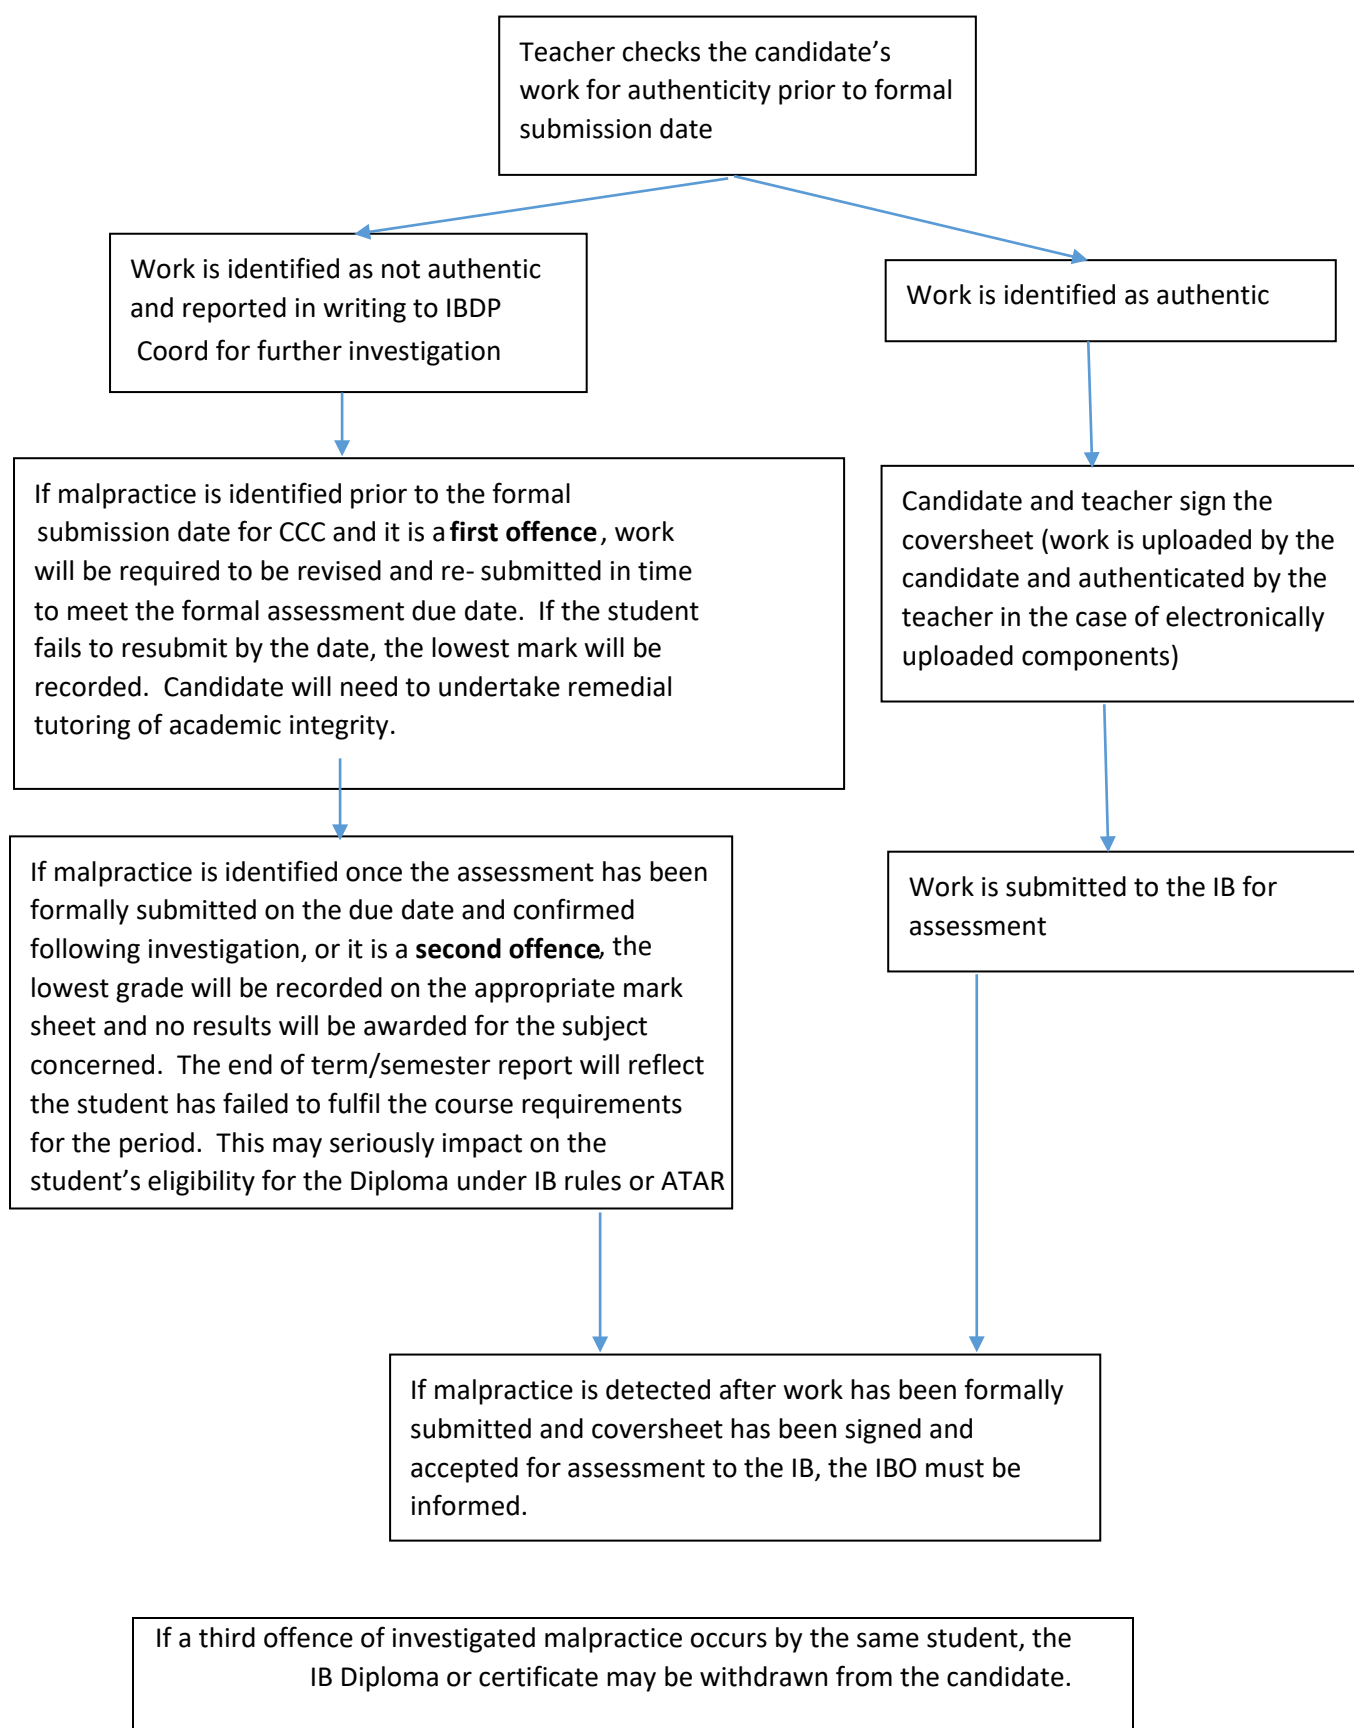 Teacher checks the candidate’s
work for authenticity prior to formal
submission date
Work is identified as not authentic
and reported in writing to IBDP
Coord for further investigation
Work is identified as authentic
If malpractice is identified prior to the formal
submission date for CCC and it is a first offence, work
will be required to be revised and re- submitted in time
to meet the formal assessment due date.  If the student
fails to resubmit by the date, the lowest mark will be
recorded.  Candidate will need to undertake remedial
tutoring of academic integrity.
Candidate and teacher sign the
coversheet (work is uploaded by the
candidate and authenticated by the
teacher in the case of electronically
uploaded components)
If malpractice is identified once the assessment has been
formally submitted on the due date and confirmed
following investigation, or it is a second offence, the
lowest grade will be recorded on the appropriate mark
sheet and no results will be awarded for the subject
concerned.  The end of term/semester report will reflect
the student has failed to fulfil the course requirements
for the period.  This may seriously impact on the
student’s eligibility for the Diploma under IB rules or ATAR
Work is submitted to the IB for
assessment
If malpractice is detected after work has been formally
submitted and coversheet has been signed and
accepted for assessment to the IB, the IBO must be
informed.
If a third offence of investigated malpractice occurs by the same student, the
IB Diploma or certificate may be withdrawn from the candidate.